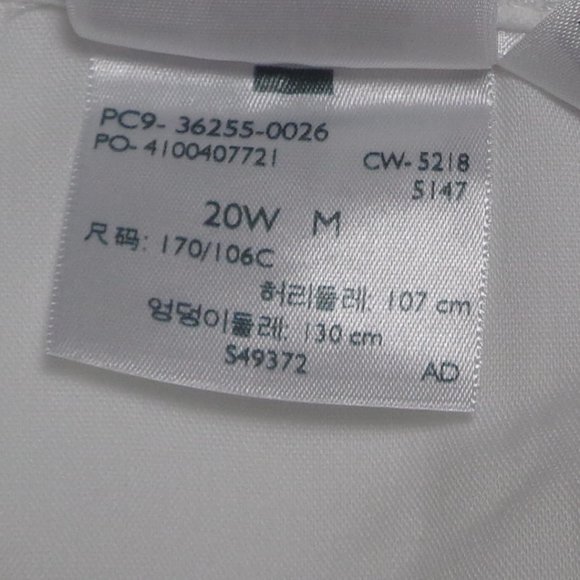 PC9- 36255-0026
PO- 4100407721 CW- 5218
5147
20W M
尺码: 170/106C
허리둘레: 107 cm
엉덩이둘레: 130 cm
S49372 AD